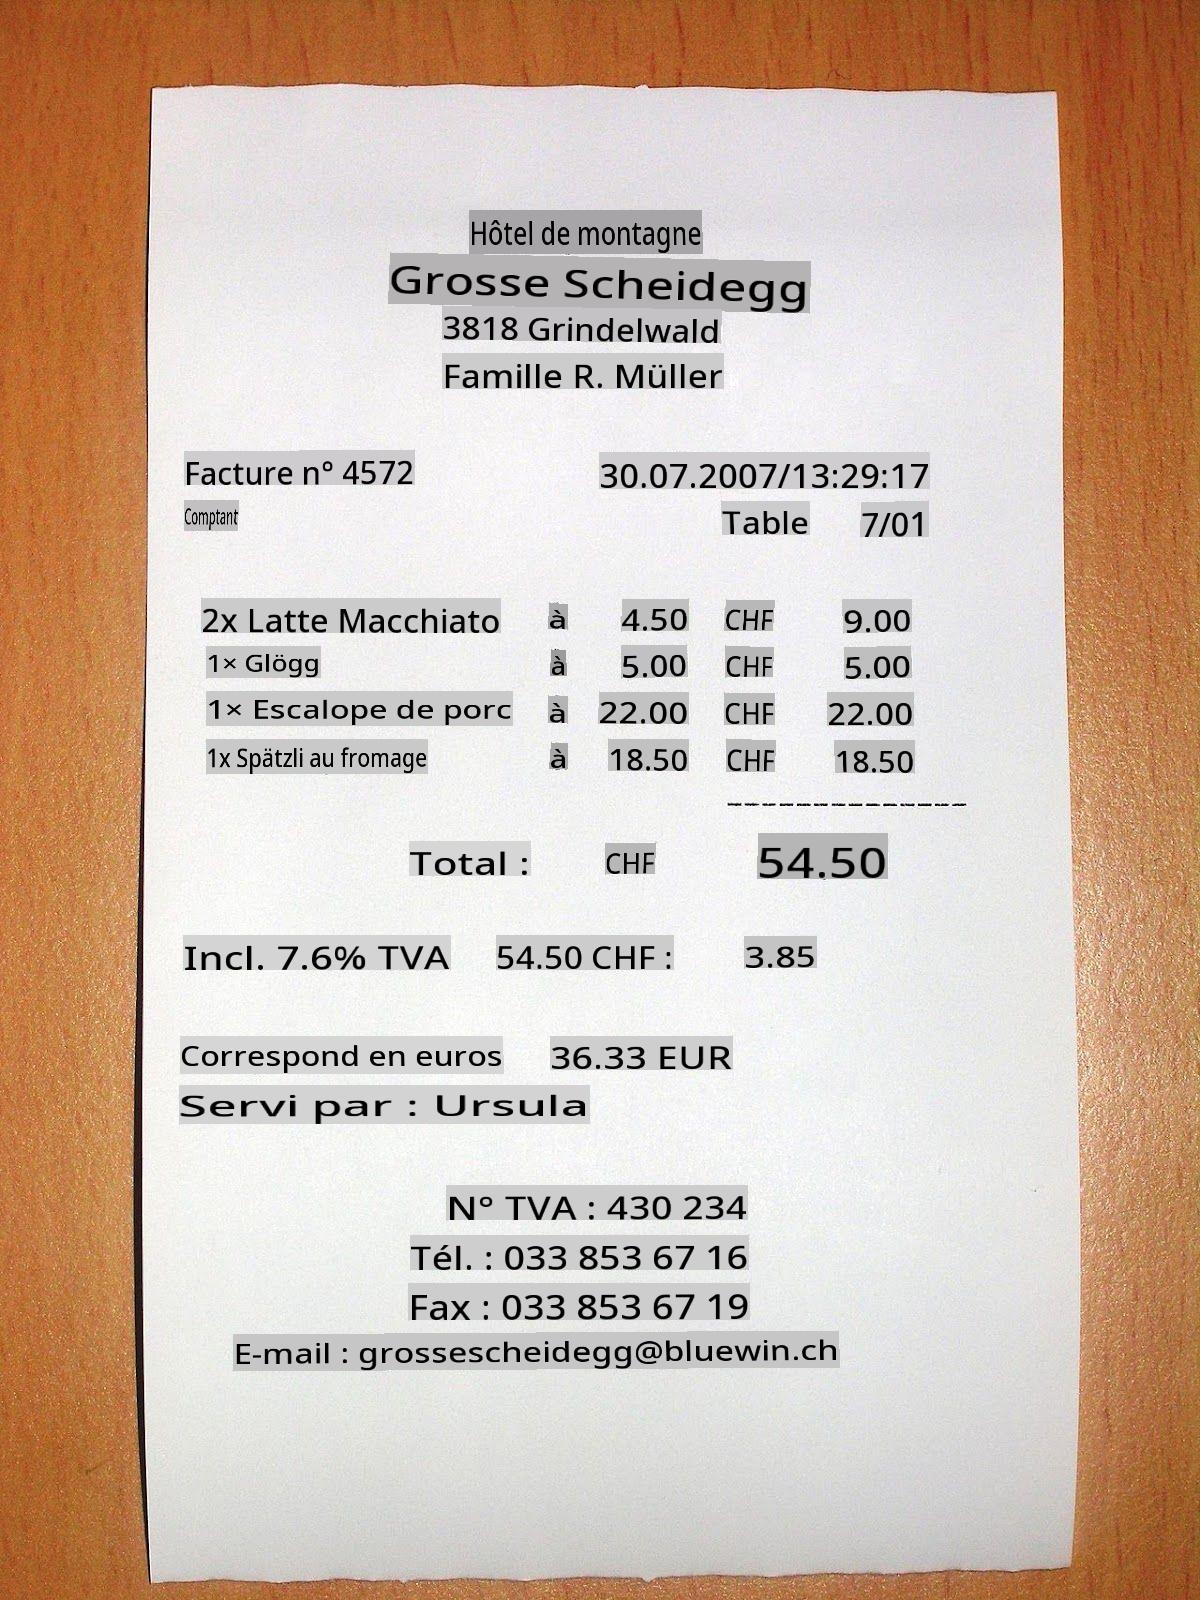 Hôtel de montagne
Grosse Scheidegg
3818 Grindelwald
Famille R. Müller
Facture n° 4572 30.07.2007/13:29:17
Comptant Table 7/01
2x Latte Macchiato à 4.50 CHF 9.00
1× Glögg à 5.00 CHF 5.00
1× Escalope de porc à 22.00 CHF 22.00
1x Spätzli au fromage à 18.50 CHF 18.50
Total : CHF 54.50
Incl. 7.6% TVA 54.50 CHF : 3.85
Correspond en euros 36.33 EUR
Servi par : Ursula
N° TVA : 430 234
Tél. : 033 853 67 16
Fax : 033 853 67 19
E-mail : grossescheidegg@bluewin.ch